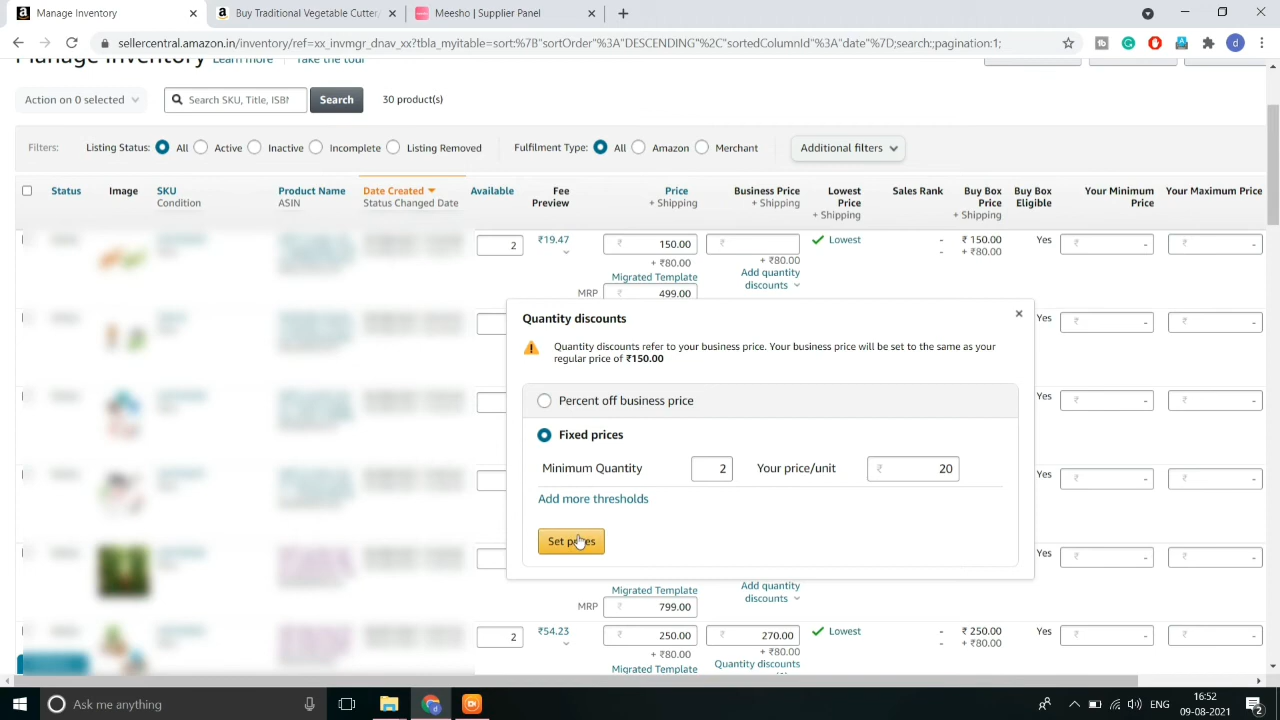 Manage Inventory
Buy Traditional Vegetable Cutter,
Meesho | Supplier Panel
sellercentral.amazon.in/inventory/ref=xx_invmgr_dnav_xx?tbla_myitable=sort:%7B"sortOrder"%3A"DESCENDING"%2C"sortedColumnId"%3A"date"%7D;search:;pagination:1;
Manage Inventory Learn more Take the tour
Action on 0 selected
Search SKU, Title, ISBN
Search
30 product(s)
Filters: Listing Status: All Active Inactive Incomplete Listing Removed Fulfilment Type: All Amazon Merchant Additional filters
Status Image SKU Product Name Date Created Available Fee Price Business Price Lowest Sales Rank Buy Box Buy Box Your Minimum Your Maximum Price
Condition ASIN Status Changed Date Preview + Shipping + Shipping Price Price Eligible Price
+ Shipping + Shipping
2 ₹19.47 ₹ 150.00 ₹ Lowest - ₹ 150.00 Yes ₹ - ₹ -
+ ₹80.00 + ₹80.00 - + ₹80.00
Migrated Template Add quantity
discounts
MRP ₹ 499.00
Quantity discounts
Quantity discounts refer to your business price. Your business price will be set to the same as your
regular price of ₹150.00
Percent off business price
Fixed prices
Minimum Quantity 2 Your price/unit ₹ 20
Add more thresholds
Set prices
Yes ₹ - ₹ -
Yes ₹ - ₹ -
Yes ₹ - ₹ -
Yes ₹ - ₹ -
Migrated Template Add quantity
discounts
MRP ₹ 799.00
2 ₹54.23 ₹ 250.00 270.00 Lowest - ₹ 250.00 Yes ₹ - ₹ -
+ ₹80.00 + ₹80.00 - + ₹80.00
Migrated Template Quantity discounts
Ask me anything
ENG
16:52
09-08-2021
2